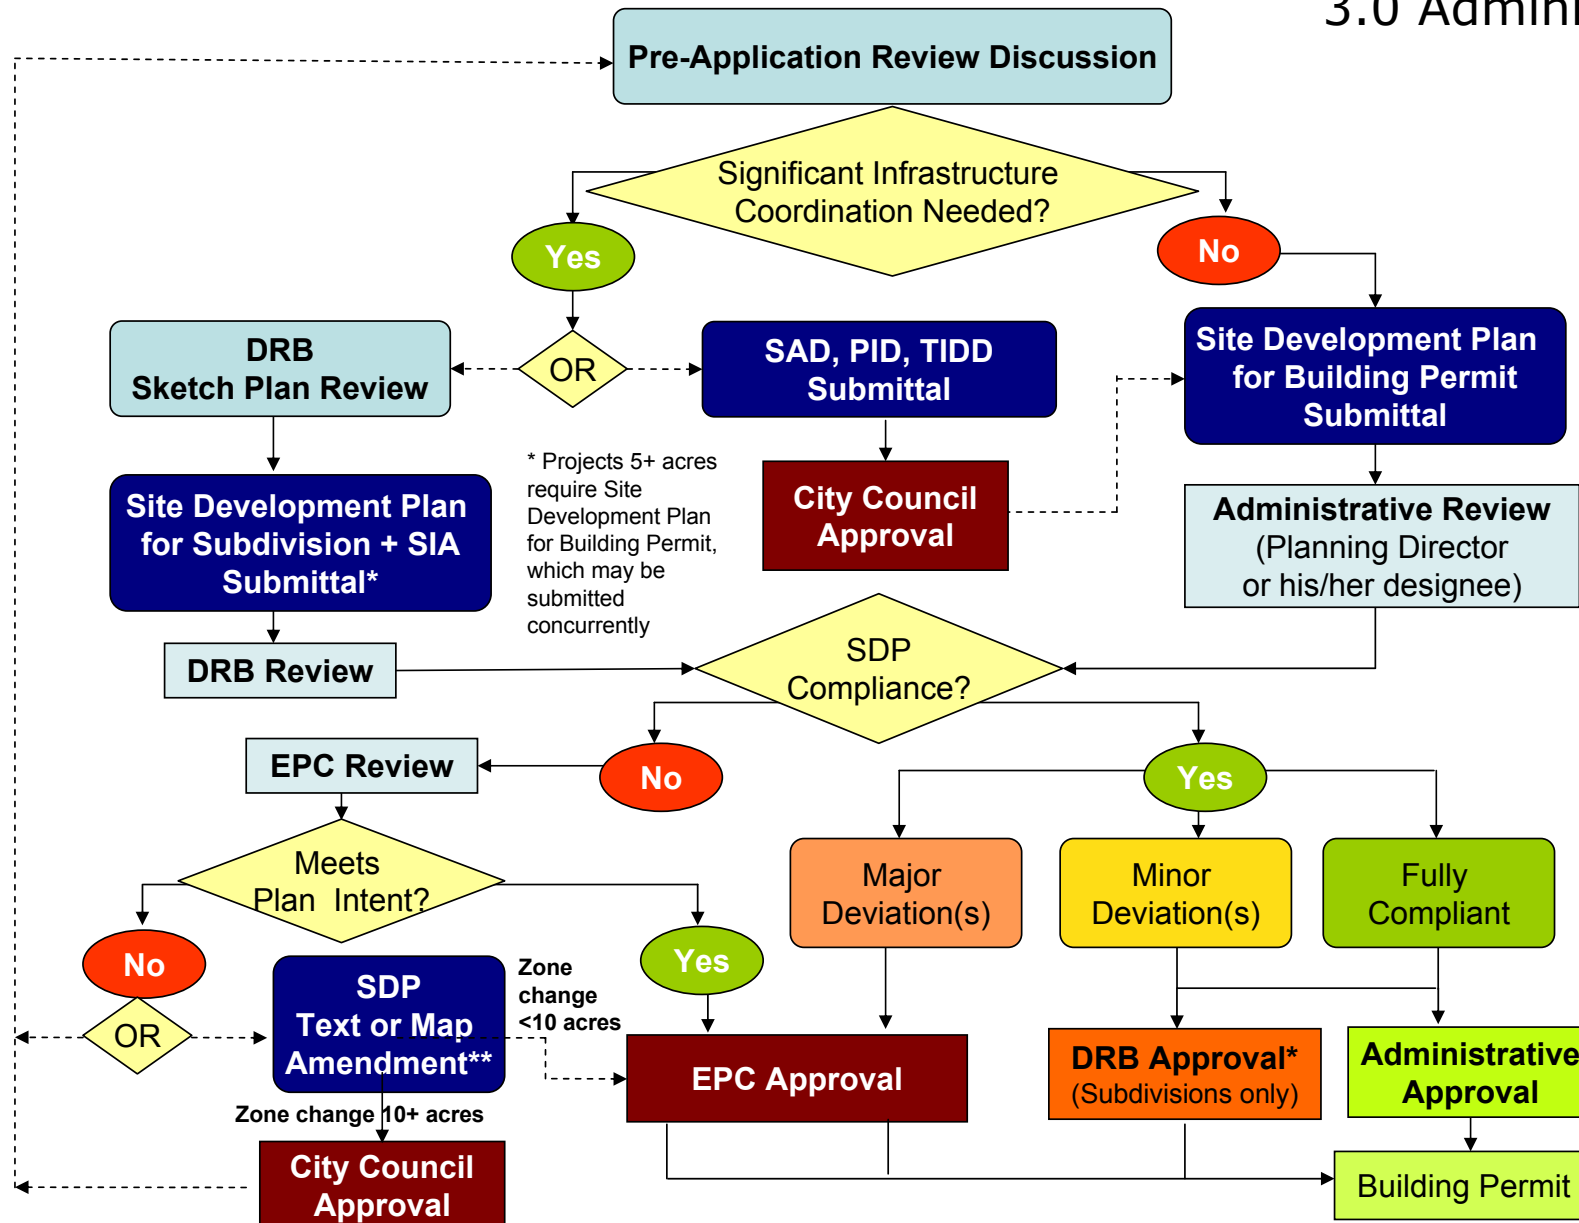 3.0 Admini
Pre-Application Review Discussion
Significant Infrastructure
Coordination Needed?
Yes
No
OR
DRB
Sketch Plan Review
SAD, PID, TIDD
Submittal
Site Development Plan
for Building Permit
Submittal
* Projects 5+ acres
require Site
Development Plan
for Building Permit,
which may be
submitted
concurrently
City Council
Approval
Site Development Plan
for Subdivision + SIA
Submittal*
Administrative Review
(Planning Director
or his/her designee)
DRB Review
SDP
Compliance?
EPC Review
No
Yes
Meets
Plan Intent?
Major
Deviation(s)
Minor
Deviation(s)
Fully
Compliant
No
Yes
OR
SDP
Text or Map
Amendment**
Zone
change
<10 acres
EPC Approval
DRB Approval*
(Subdivisions only)
Administrative
Approval
Zone change 10+ acres
City Council
Approval
Building Permit